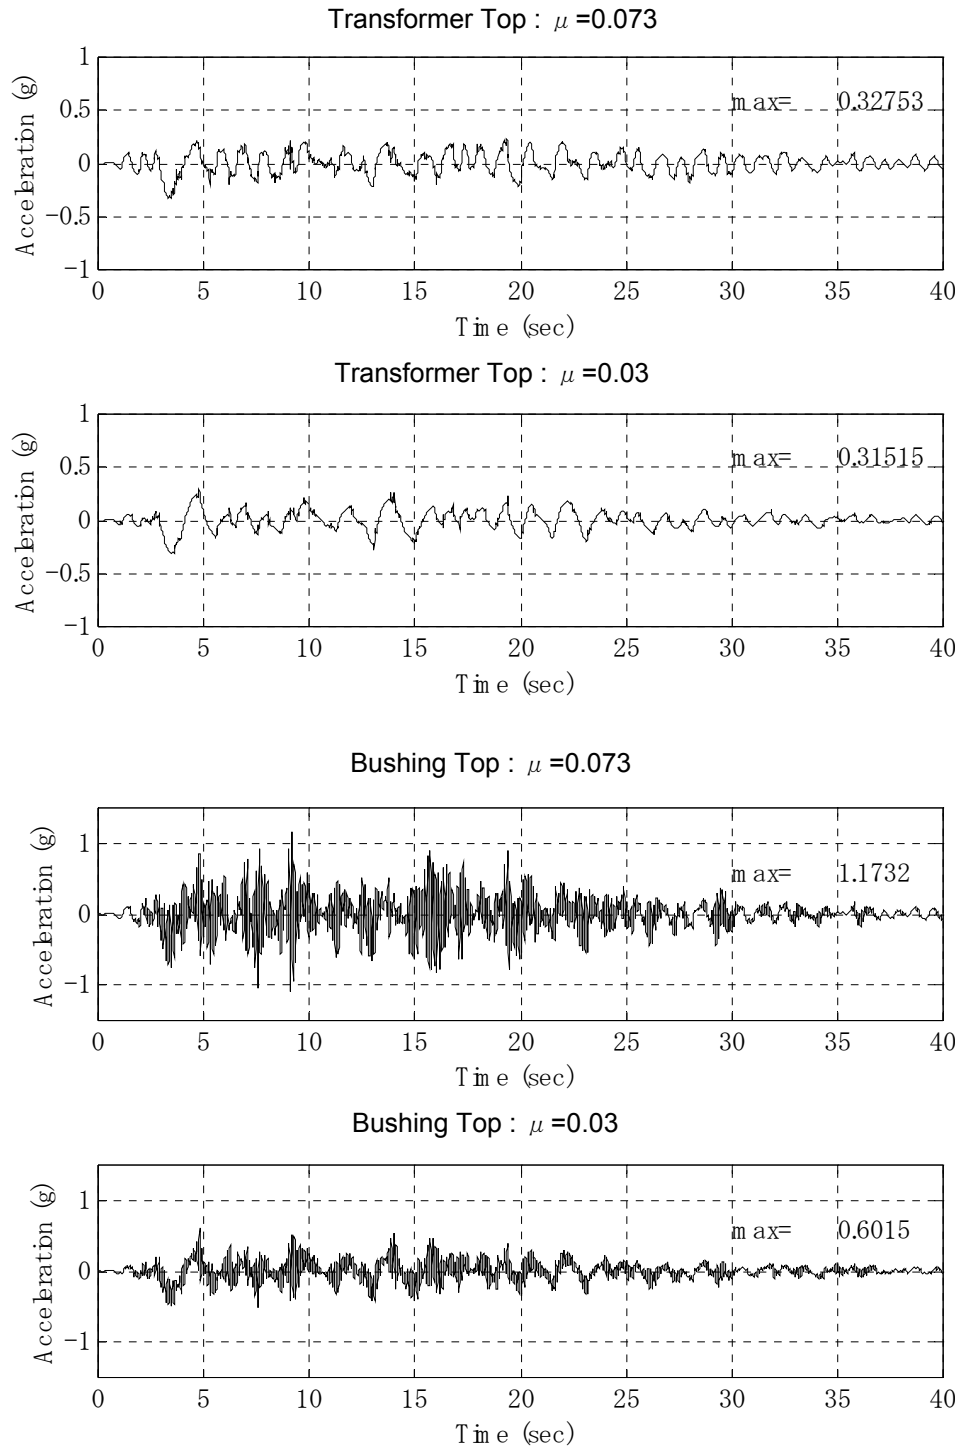 Transformer Top : μ =0.073
1
0.5
0
−0.5
−1
Acceleration (g)
max= 0.32753
0 5 10 15 20 25 30 35 40
Time (sec)
Transformer Top : μ =0.03
1
0.5
0
−0.5
−1
Acceleration (g)
max= 0.31515
0 5 10 15 20 25 30 35 40
Time (sec)
Bushing Top : μ =0.073
1
0
−1
Acceleration (g)
max= 1.1732
0 5 10 15 20 25 30 35 40
Time (sec)
Bushing Top : μ =0.03
1
0
−1
Acceleration (g)
max= 0.6015
0 5 10 15 20 25 30 35 40
Time (sec)